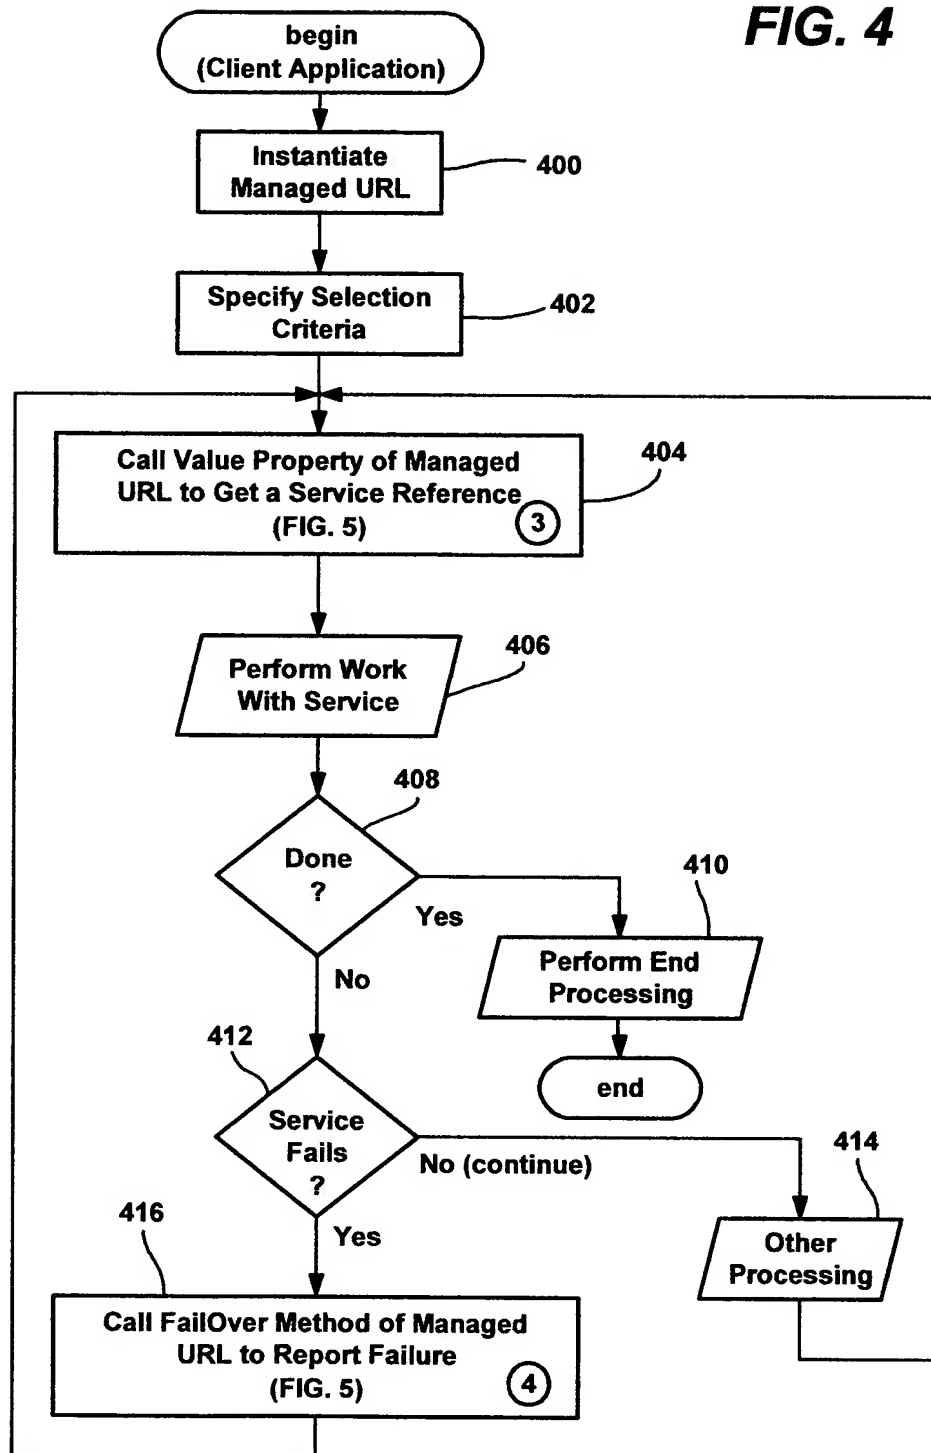 FIG. 4
begin
(Client Application)
Instantiate
Managed URL
400
Specify Selection
Criteria
402
Call Value Property of Managed
URL to Get a Service Reference
(FIG. 5)
3
404
Perform Work
With Service
406
408
Done
?
Yes
No
410
Perform End
Processing
end
412
Service
Fails
?
No (continue)
Yes
414
Other
Processing
416
Call FailOver Method of Managed
URL to Report Failure
(FIG. 5)
4